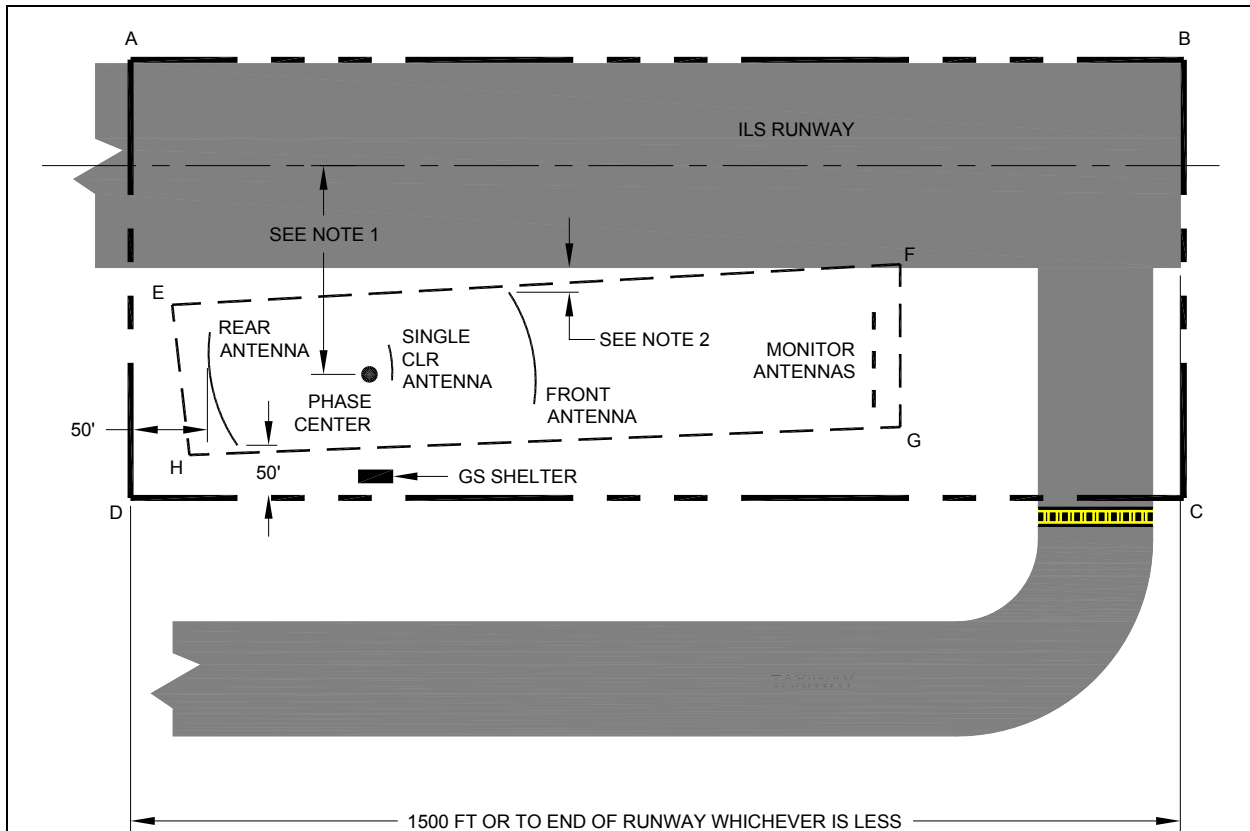 A
B
ILS RUNWAY
SEE NOTE 1
F
E
REAR
ANTENNA
SINGLE
CLR
ANTENNA
SEE NOTE 2
MONITOR
ANTENNAS
PHASE
CENTER
FRONT
ANTENNA
50'
G
H
50'
GS SHELTER
D
C
TAXIWAY
1500 FT OR TO END OF RUNWAY WHICHEVER IS LESS